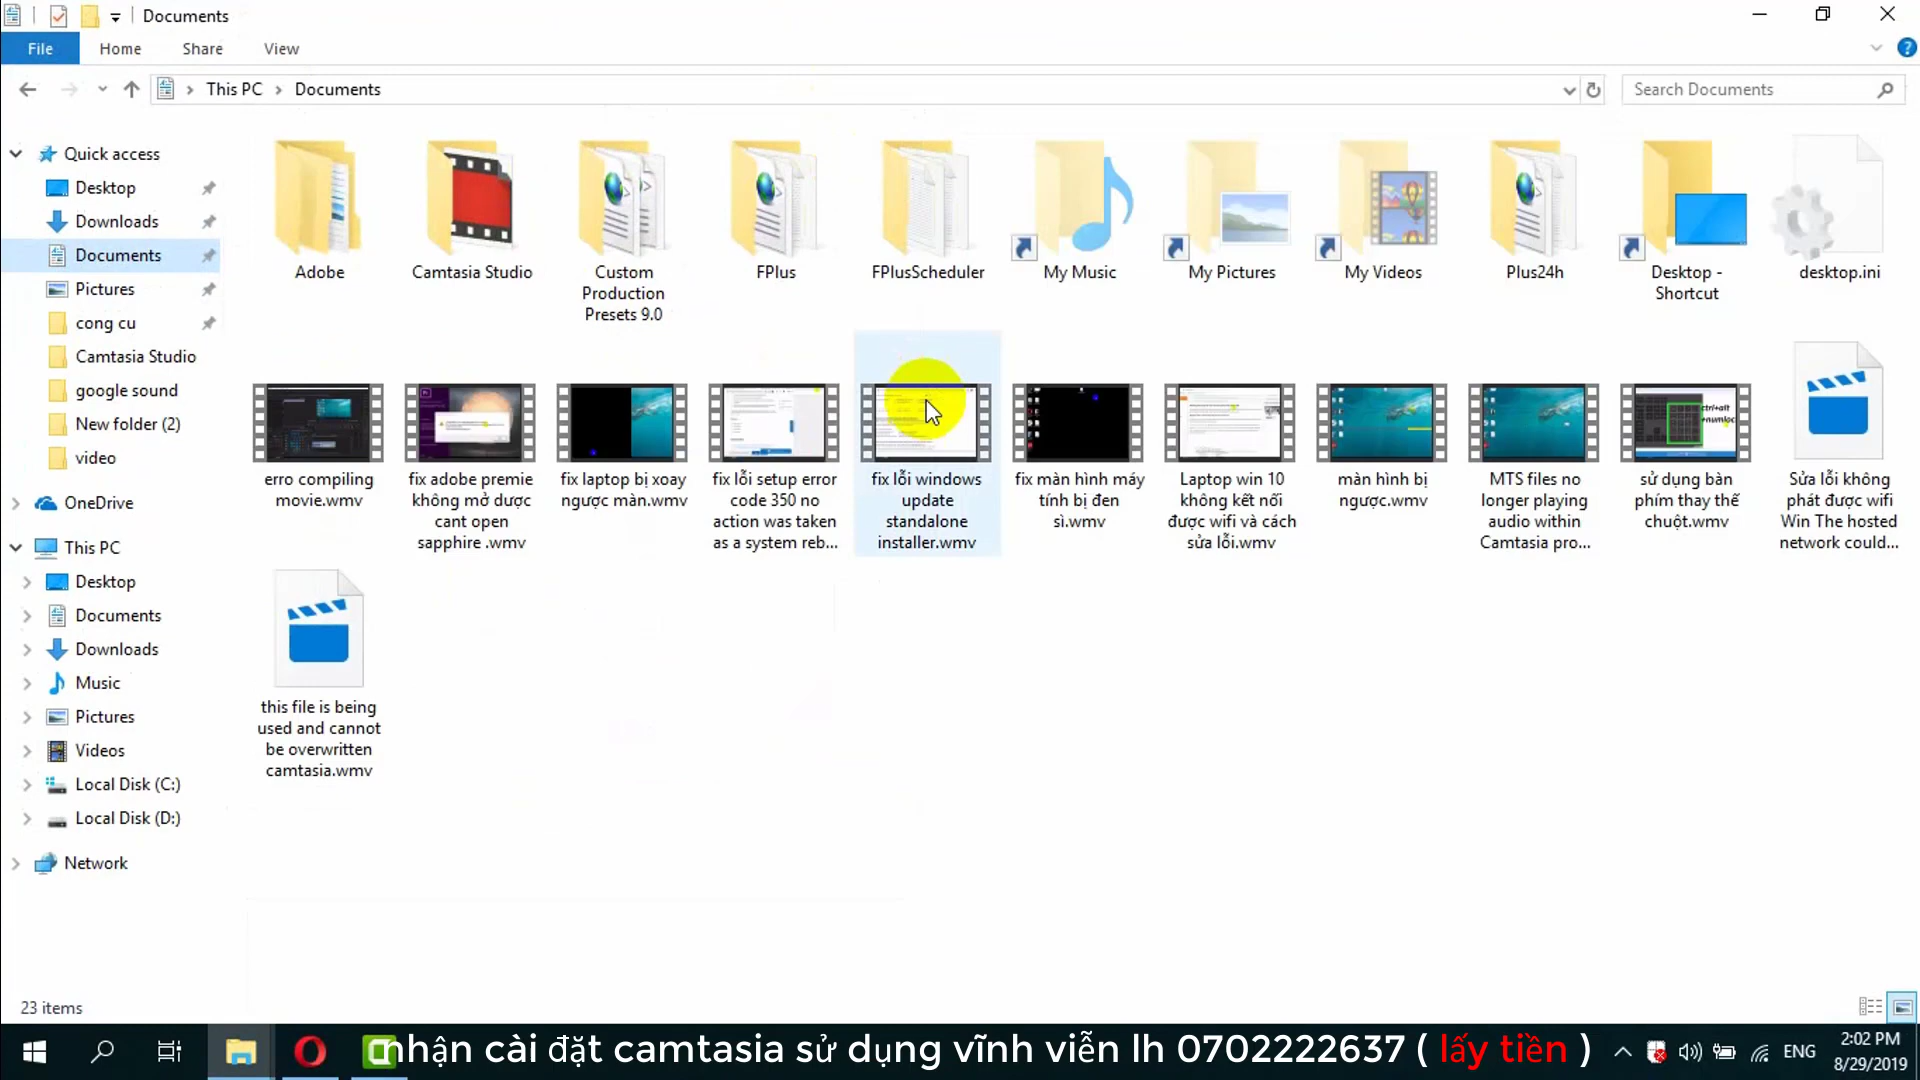 Documents
File
Home
Share
View
This PC
Documents
Search Documents
Quick access
Desktop
Downloads
Documents
Pictures
cong cu
Camtasia Studio
google sound
New folder (2)
video
OneDrive
This PC
Desktop
Documents
Downloads
Music
Pictures
Videos
Local Disk (C:)
Local Disk (D:)
Network
Adobe
Camtasia Studio
Custom
Production
Presets 9.0
FPlus
FPlusScheduler
My Music
My Pictures
My Videos
Plus24h
Desktop -
Shortcut
desktop.ini
erro compiling
movie.wmv
fix adobe premie
không mở dược
cant open
sapphire .wmv
fix laptop bị xoay
ngược màn.wmv
fix lỗi setup error
code 350 no
action was taken
as a system reb...
fix lỗi windows
update
standalone
installer.wmv
fix màn hình máy
tính bị đen
sì.wmv
Laptop win 10
không kết nối
được wifi và cách
sửa lỗi.wmv
màn hình bị
ngược.wmv
MTS files no
longer playing
audio within
Camtasia pro...
ctrl+alt
+numloc
sử dụng bàn
phím thay thế
chuột.wmv
Sửa lỗi không
phát được wifi
Win The hosted
network could...
this file is being
used and cannot
be overwritten
camtasia.wmv
23 items
nhận cài đặt camtasia sử dụng vĩnh viễn lh 0702222637 ( lấy tiền )
ENG
2:02 PM
8/29/2019